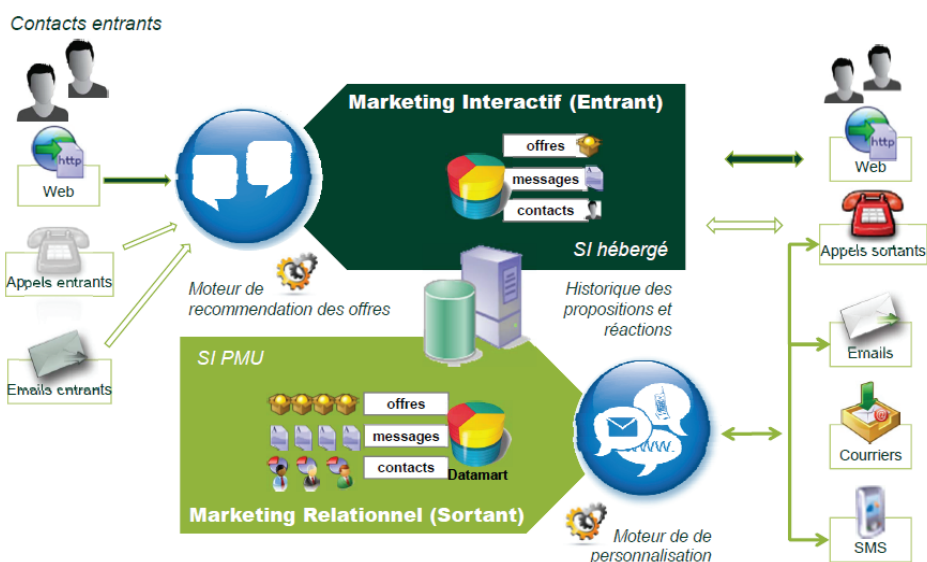 Contacts entrants
http
Web
Appels entrants
Emails entrants
Marketing Interactif (Entrant)
offres
messages
contacts
SI hébergé
Moteur de
recommendation des offres
Historique des
propositions et
réactions
SI PMU
offres
messages
contacts
Datamart
Marketing Relationnel (Sortant)
www.
Moteur de de
personnalisation
http
Web
Appels sortants
Emails
Courriers
SMS